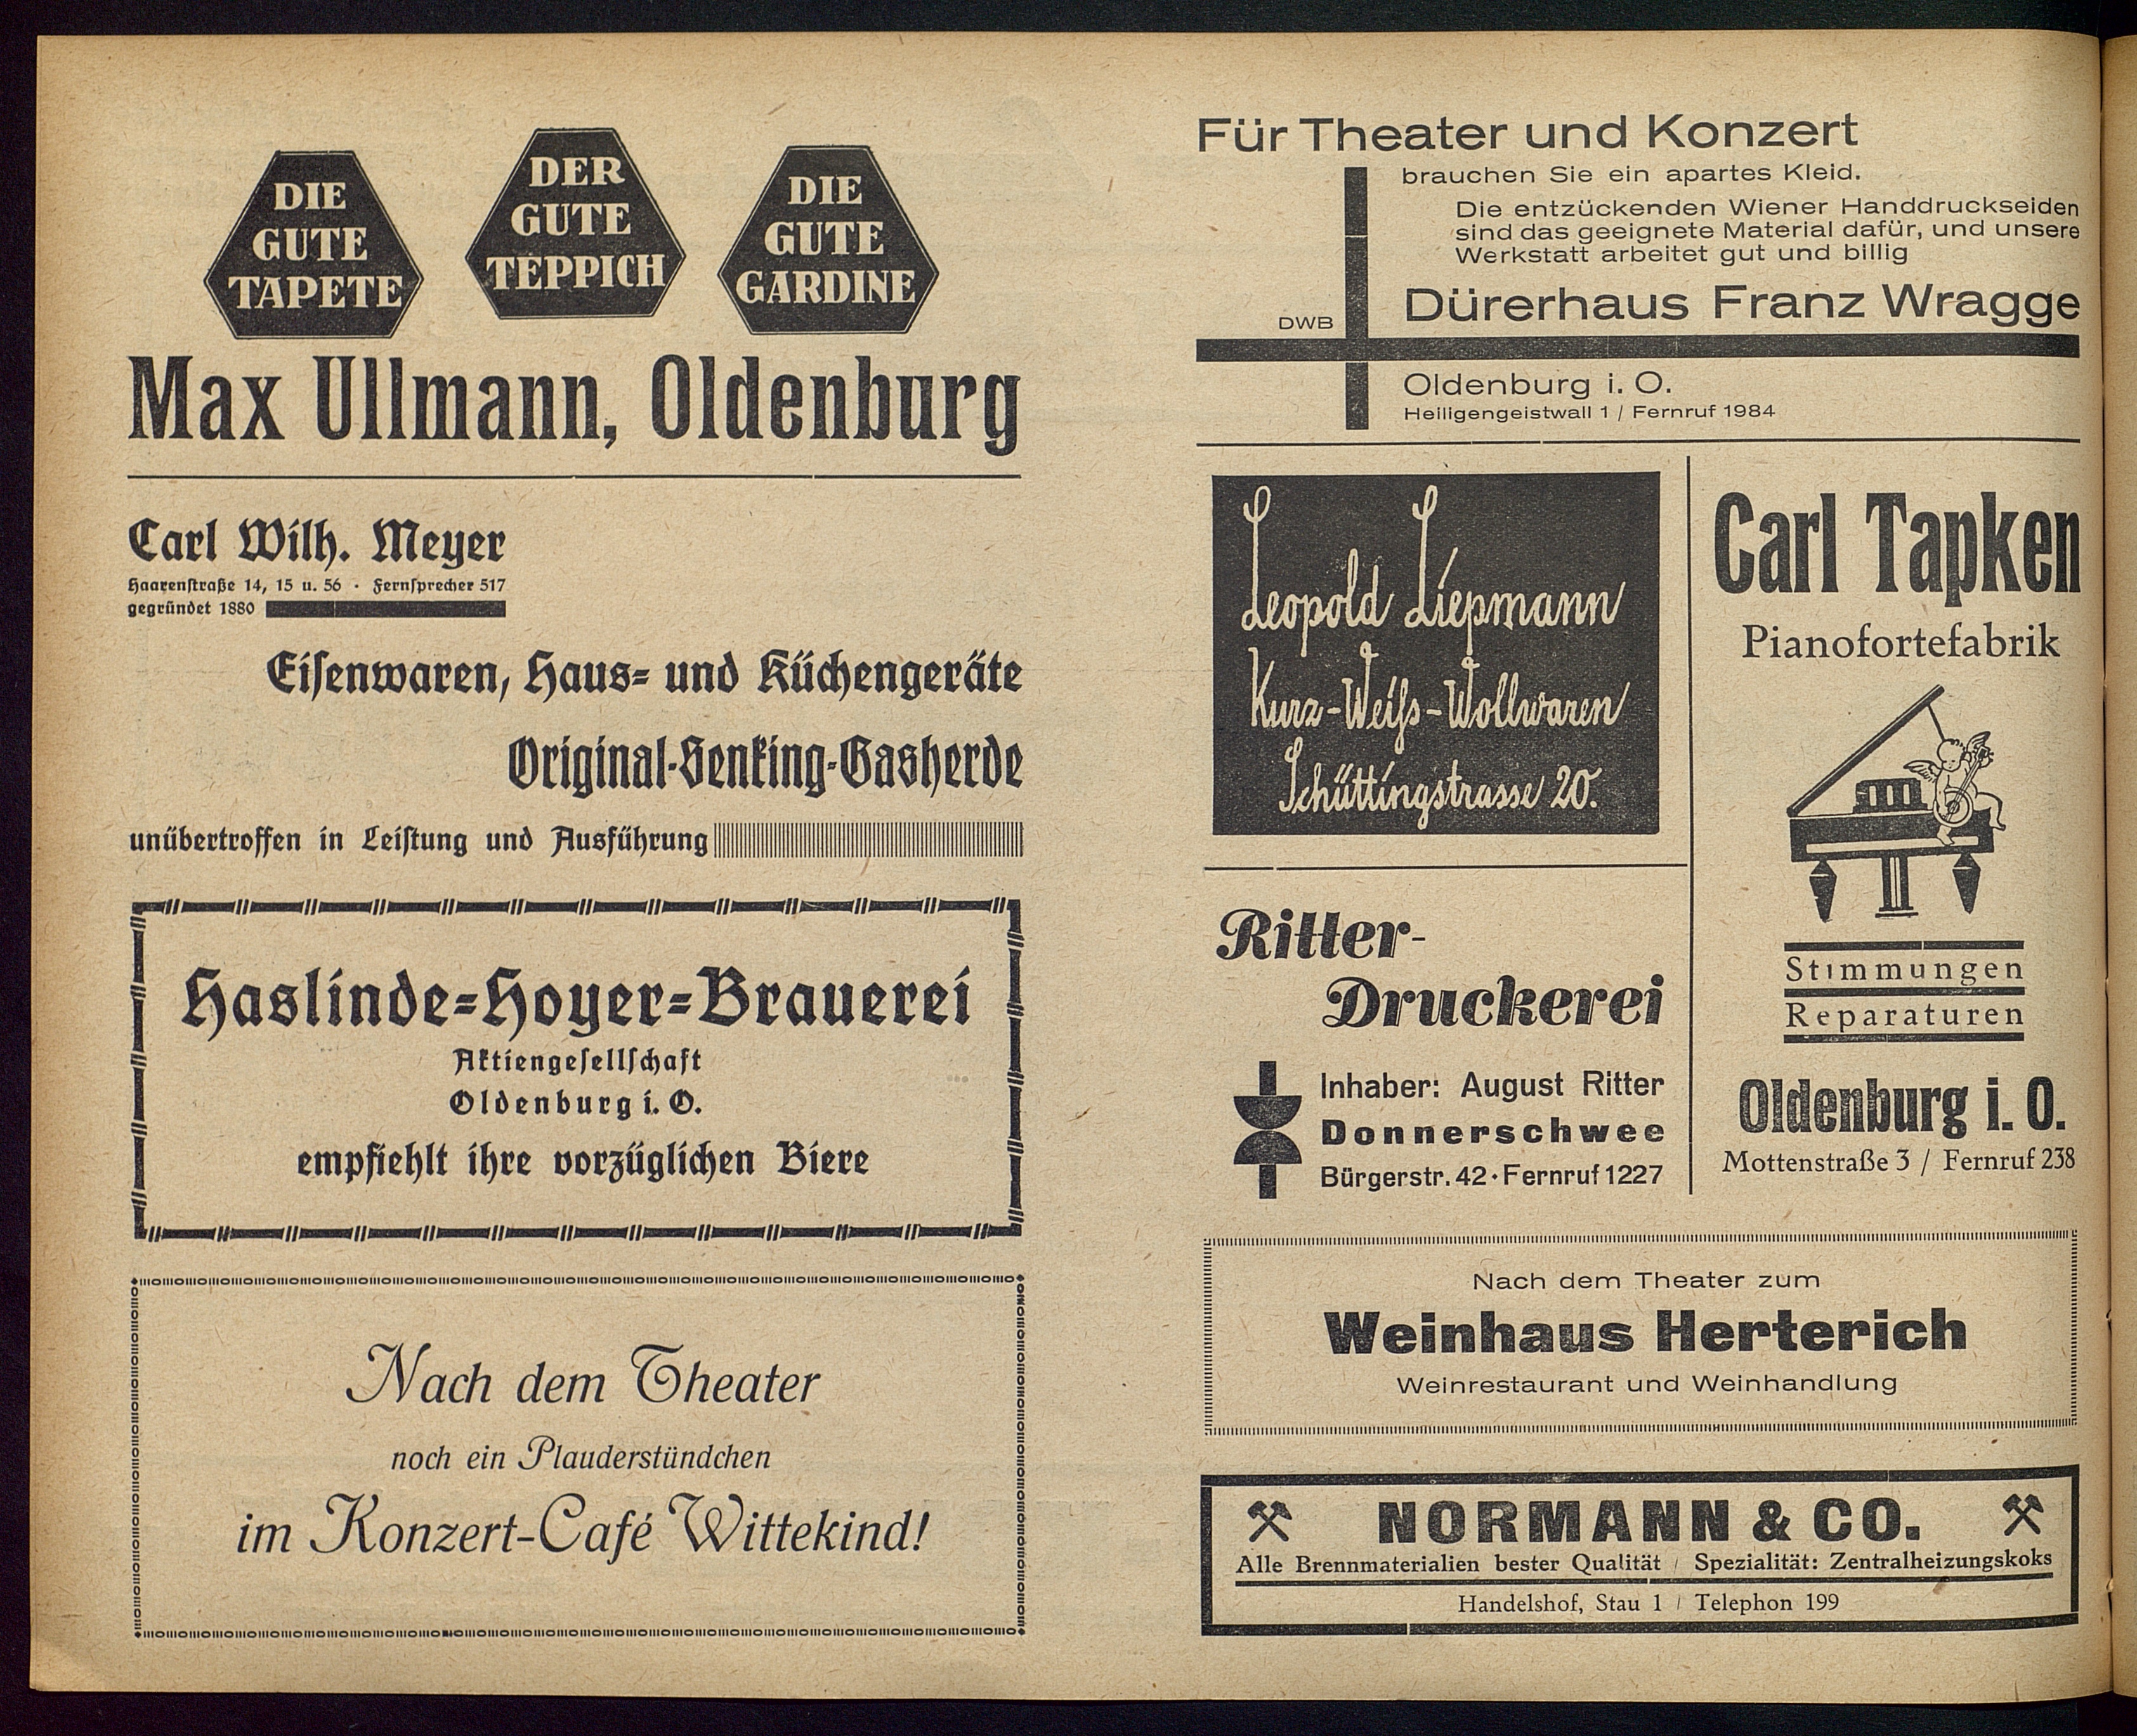 DIE
GUTE
TAPETE
DER
GUTE
TEPPICH
DIE
GUTE
GARDINE
Max Ullmann, Oldenburg
Carl Wilh. Meyer
Haarenſtraße 14, 15 u. 56 · Fernſprecher 517
gegründet 1880
Eiſenwaren, Haus- und Küchengeräte
Original-Senking-Gasherde
unübertroffen in Leiſtung und Ausführung
Haslinde-Hoyer-Brauerei
Aktiengeſellſchaft
Oldenburg i. O.
empfiehlt ihre vorzüglichen Biere
Nach dem Theater
noch ein Plauderstündchen
im Konzert-Café Wittekind!
Für Theater und Konzert
brauchen Sie ein apartes Kleid.
Die entzückenden Wiener Handdruckseiden
sind das geeignete Material dafür, und unsere
Werkstatt arbeitet gut und billig
Dürerhaus Franz Wragge
DWB
Oldenburg i. O.
Heiligengeistwall 1 / Fernruf 1984
Leopold Liepmann
Kurz-Weiſs-Wollwaren
Schüttingstrasse 20.
Carl Tapken
Pianofortefabrik
Stimmungen
Reparaturen
Oldenburg i. O.
Mottenstraße 3 / Fernruf 238
Ritter-
Druckerei
Inhaber: August Ritter
Donnerschwee
Bürgerstr. 42 · Fernruf 1227
Nach dem Theater zum
Weinhaus Herterich
Weinrestaurant und Weinhandlung
NORMANN & CO.
Alle Brennmaterialien bester Qualität / Spezialität: Zentralheizungskoks
Handelshof, Stau 1 / Telephon 199